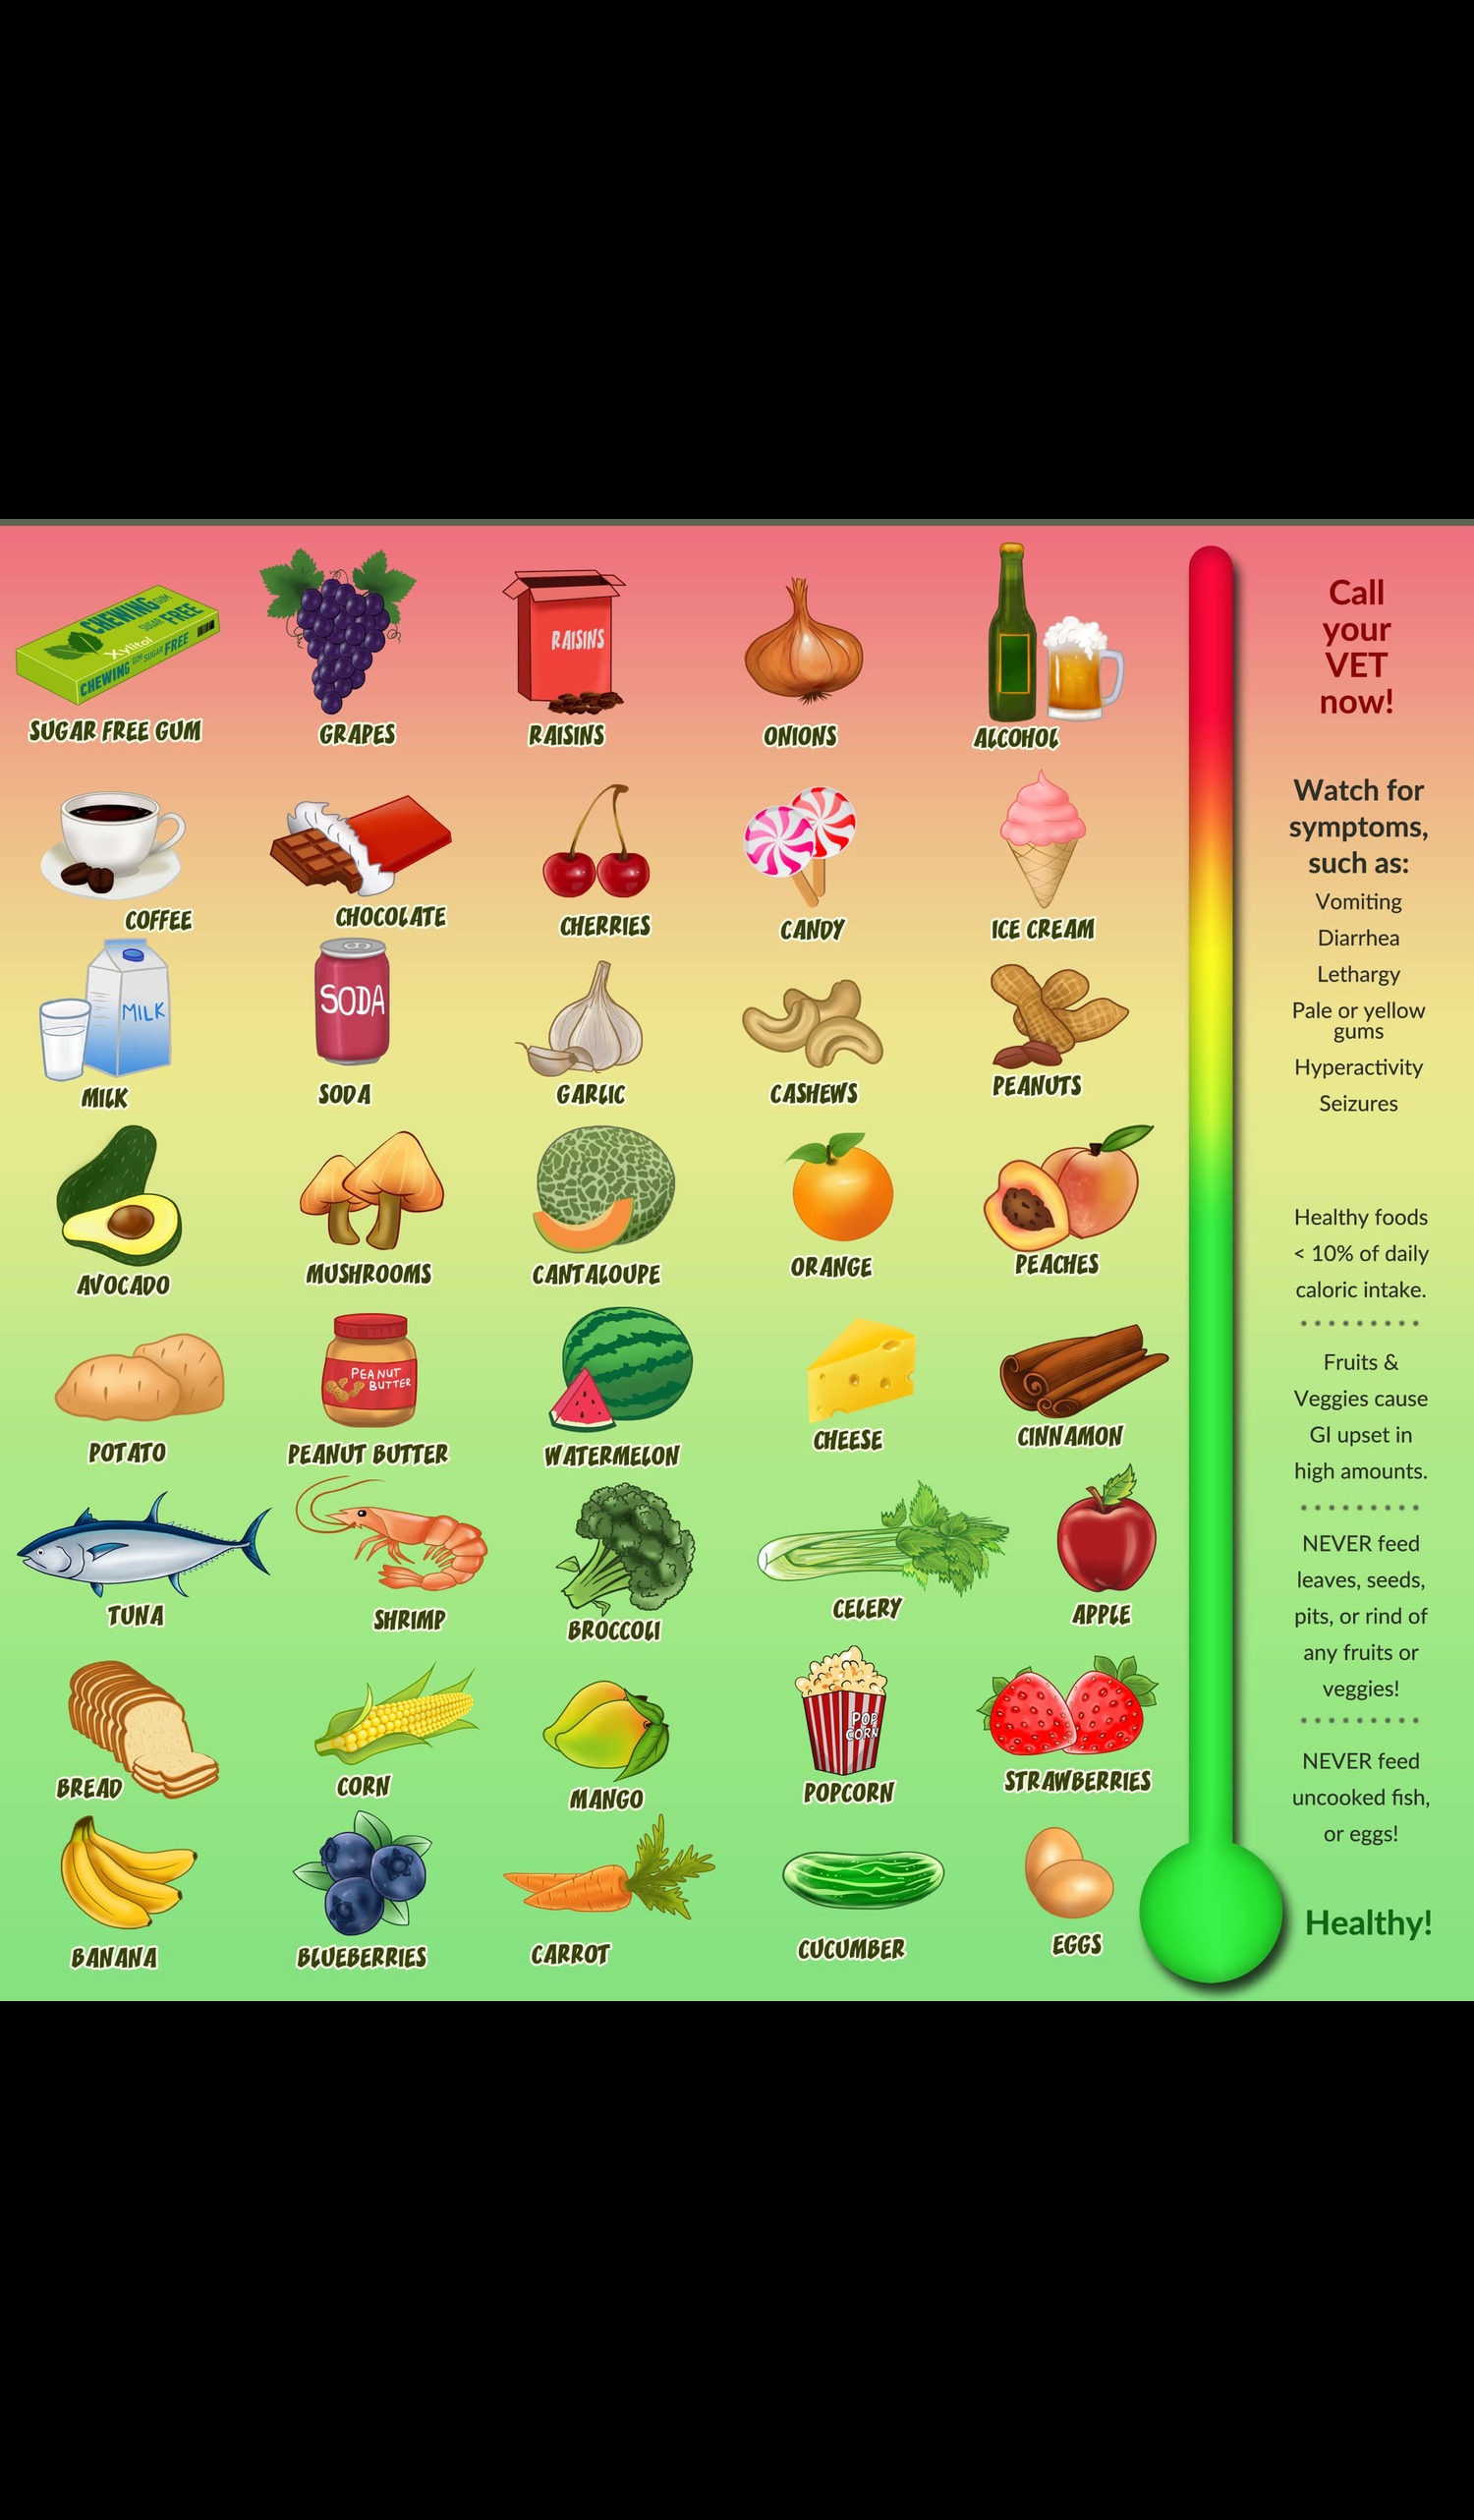 CHEWING GUM
SUGAR FREE
Xylitol
CHEWING GUM SUGAR FREE
SUGAR FREE GUM
GRAPES
RAISINS
RAISINS
ONIONS
ALCOHOL
COFFEE
CHOCOLATE
CHERRIES
CANDY
ICE CREAM
MILK
MILK
SODA
SODA
GARLIC
CASHEWS
PEANUTS
AVOCADO
MUSHROOMS
CANTALOUPE
ORANGE
PEACHES
POTATO
PEANUT
BUTTER
PEANUT BUTTER
WATERMELON
CHEESE
CINNAMON
TUNA
SHRIMP
BROCCOLI
CELERY
APPLE
BREAD
CORN
MANGO
POP
CORN
POPCORN
STRAWBERRIES
BANANA
BLUEBERRIES
CARROT
CUCUMBER
EGGS
Call
your
VET
now!
Watch for
symptoms,
such as:
Vomiting
Diarrhea
Lethargy
Pale or yellow
gums
Hyperactivity
Seizures
Healthy foods
< 10% of daily
caloric intake.
Fruits &
Veggies cause
GI upset in
high amounts.
NEVER feed
leaves, seeds,
pits, or rind of
any fruits or
veggies!
NEVER feed
uncooked fish,
or eggs!
Healthy!